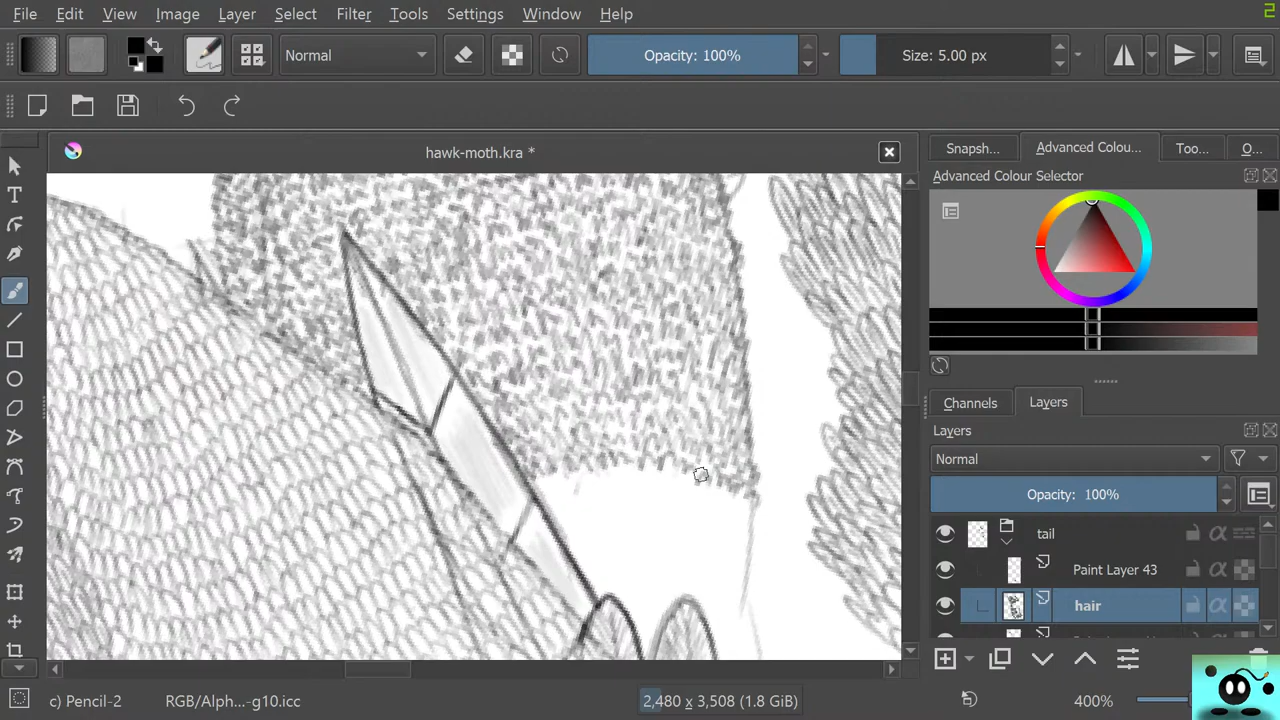 File Edit View Image Layer Select Filter Tools Settings Window Help
2
Normal
Opacity: 100%
Size: 5.00 px
hawk-moth.kra *
Snapsh...
Advanced Colou...
Too...
O...
Advanced Colour Selector
Channels
Layers
Layers
Normal
Opacity: 100%
tail
Paint Layer 43
hair
c) Pencil-2
RGB/Alph...-g10.icc
2,480 x 3,508 (1.8 GiB)
400%